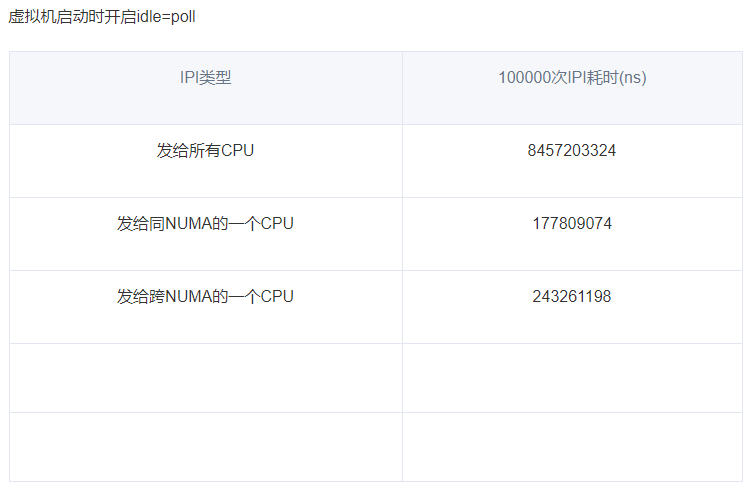 虚拟机启动时开启idle=poll
IPI类型 100000次IPI耗时(ns)
发给所有CPU 8457203324
发给同NUMA的一个CPU 177809074
发给跨NUMA的一个CPU 243261198